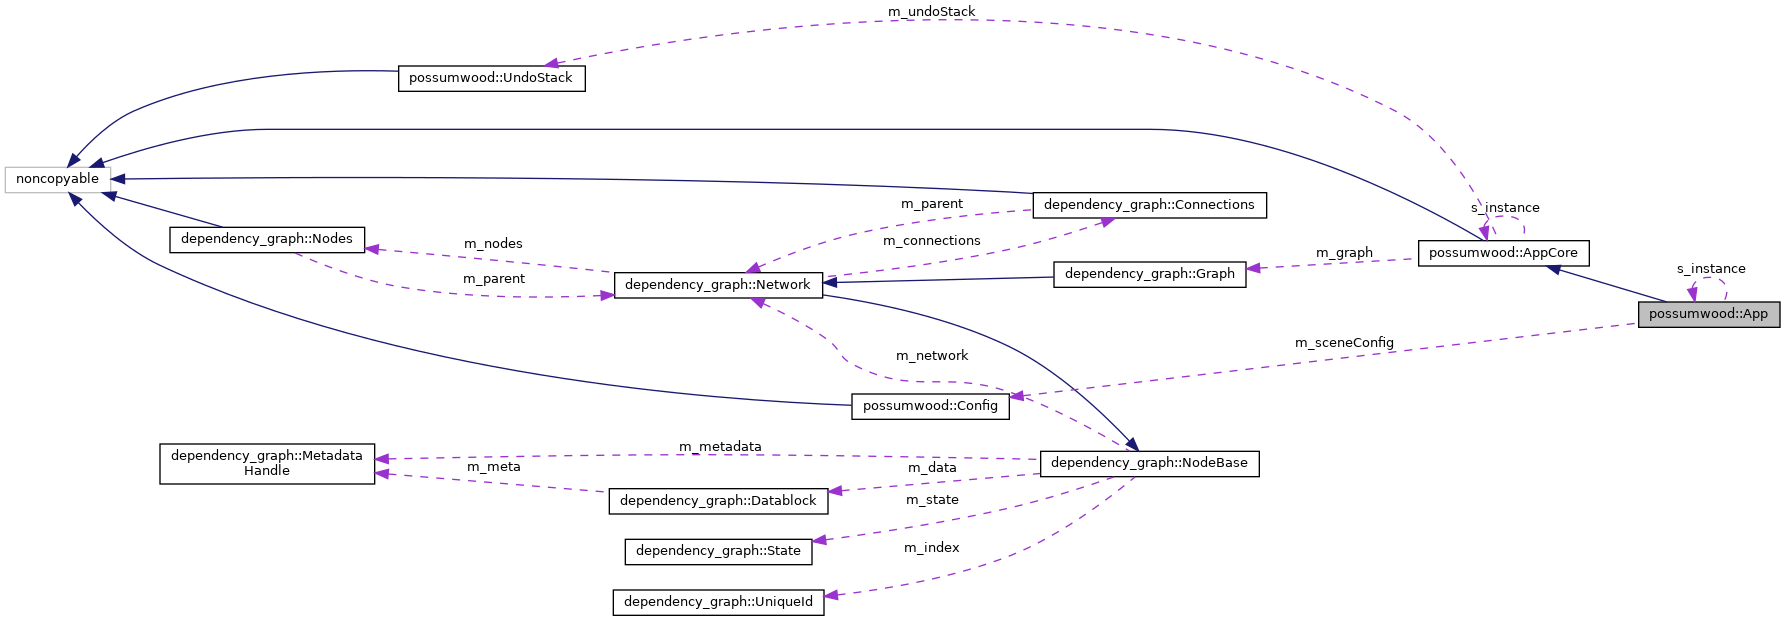 m_undoStack
possumwood::UndoStack
noncopyable
dependency_graph::Connections
m_parent
s_instance
dependency_graph::Nodes
m_nodes
m_connections
possumwood::AppCore
m_graph
s_instance
dependency_graph::Graph
m_parent
dependency_graph::Network
possumwood::App
m_sceneConfig
m_network
possumwood::Config
m_metadata
dependency_graph::Metadata
Handle
m_meta
dependency_graph::NodeBase
m_data
dependency_graph::Datablock
m_state
dependency_graph::State
m_index
dependency_graph::UniqueId